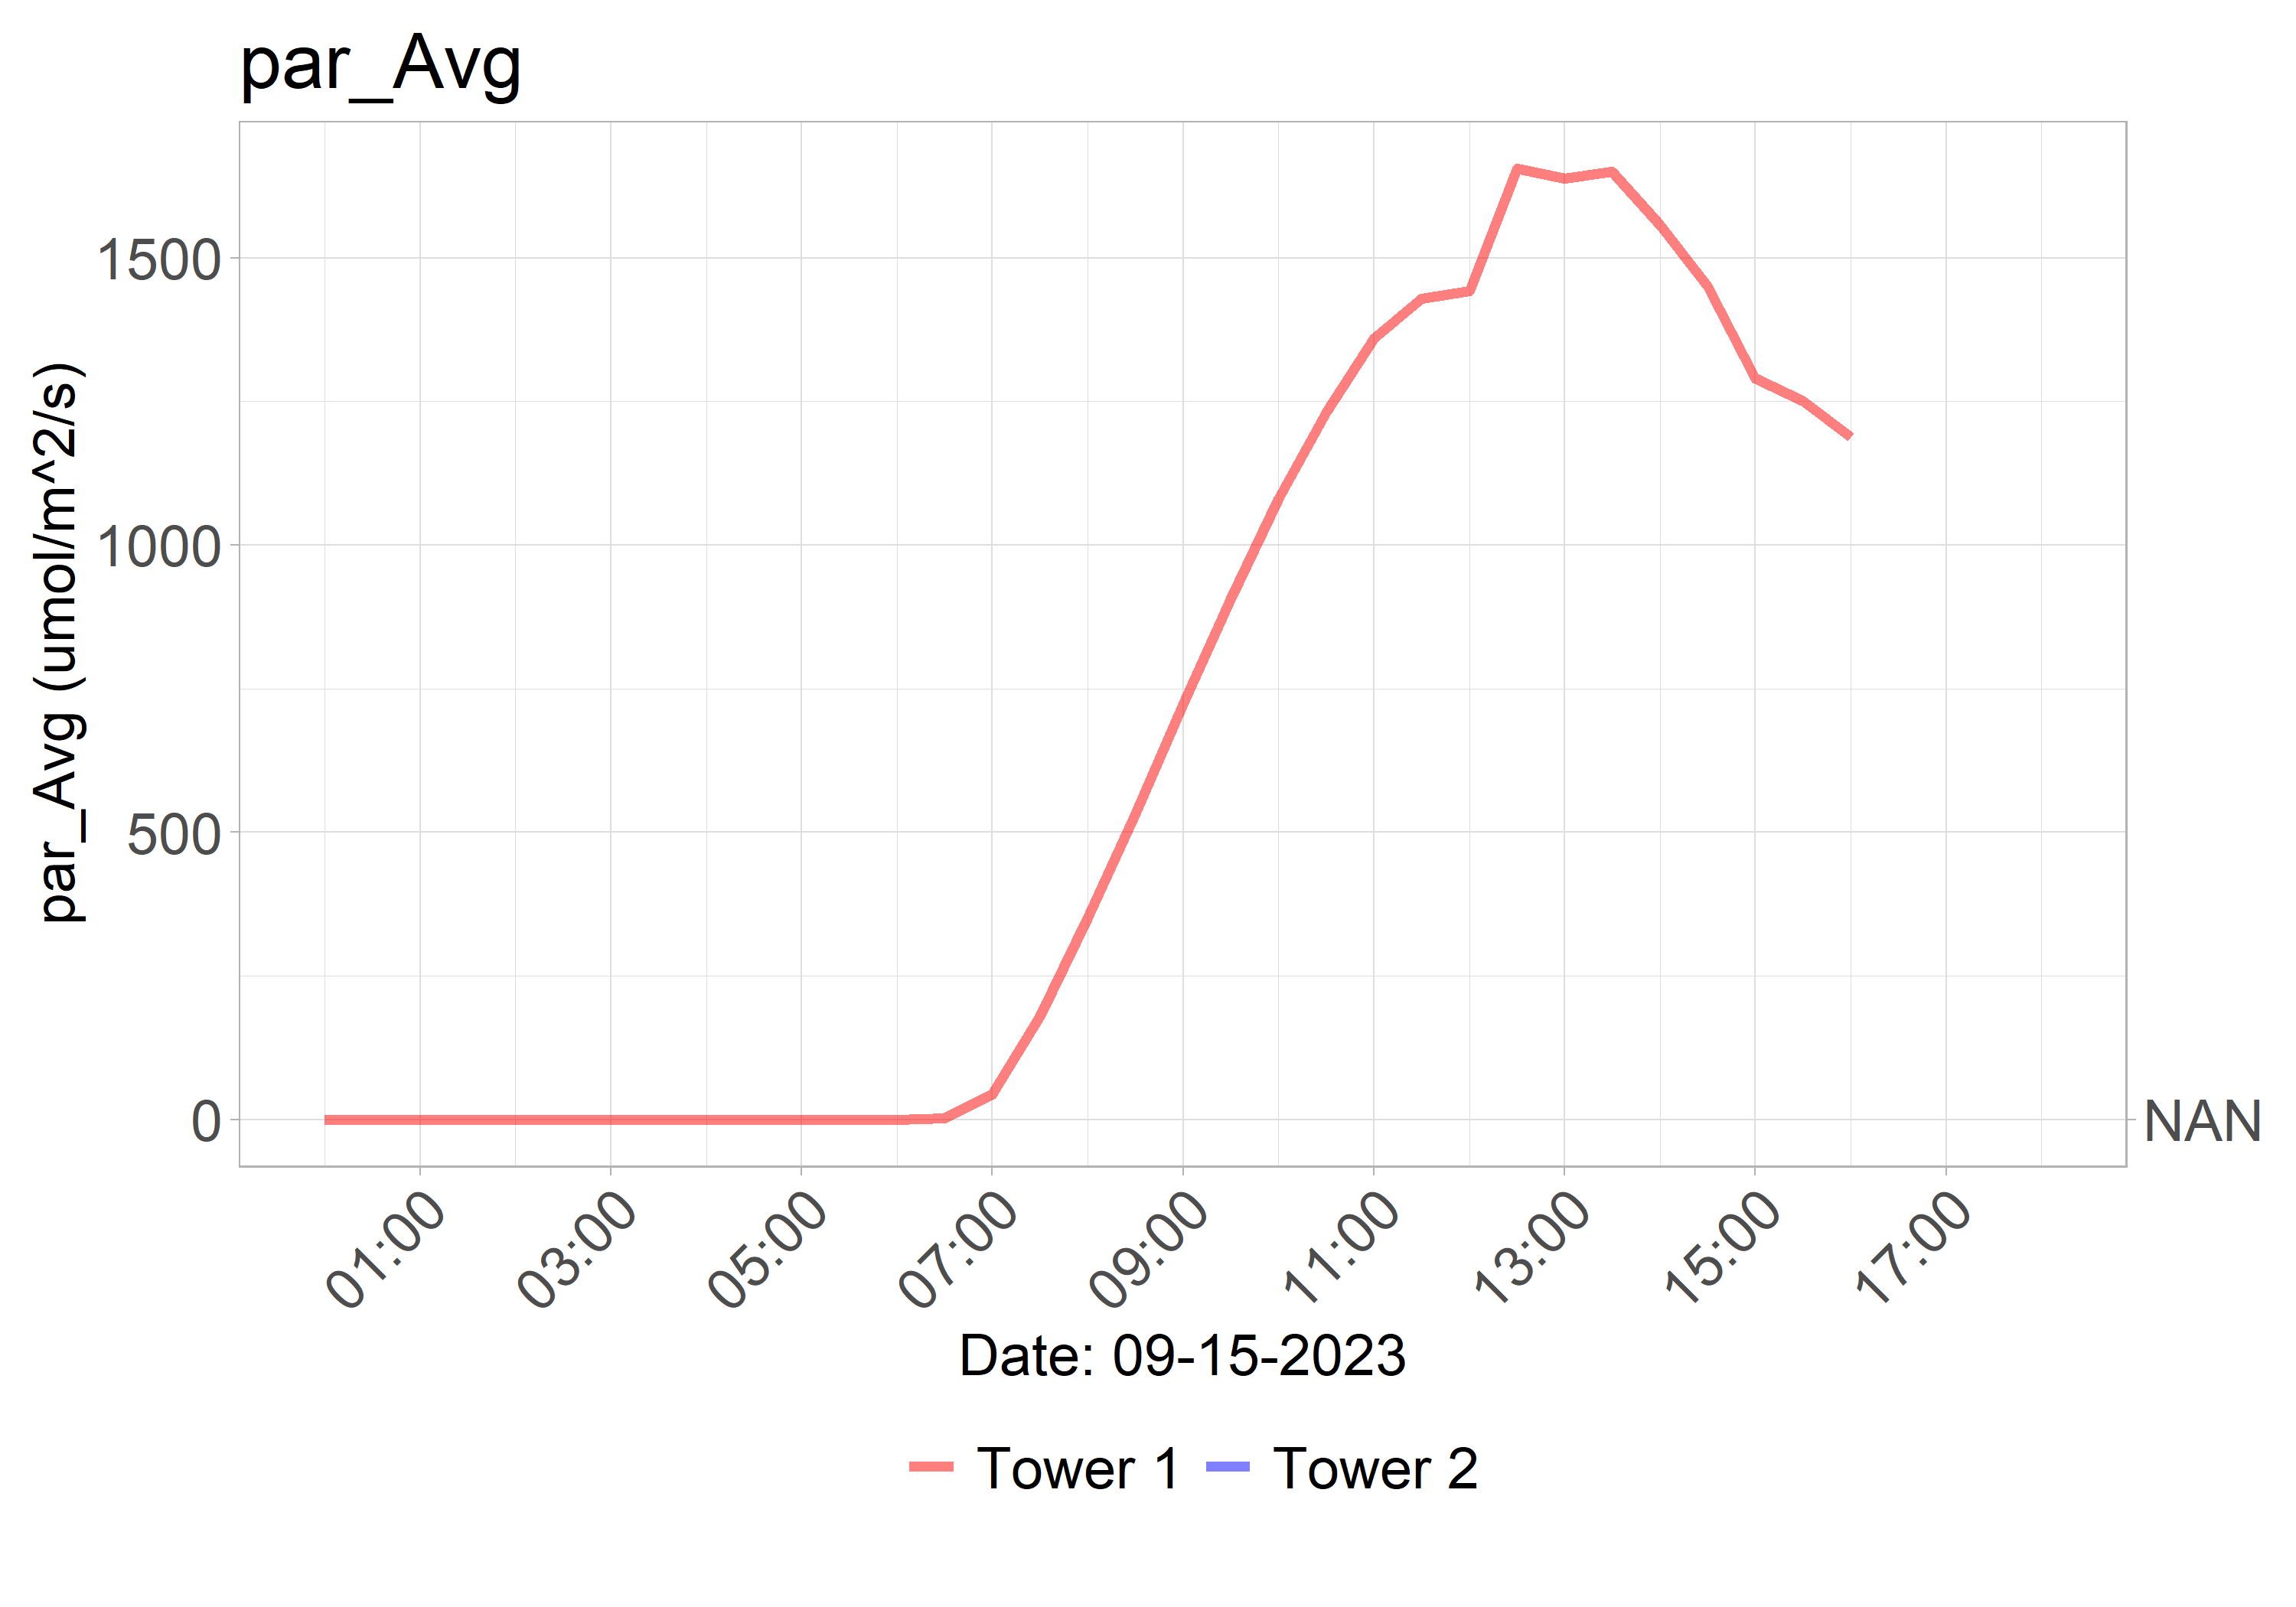 par_Avg
par_Avg (umol/m^2/s)
1500
1000
500
0
NAN
01:00
03:00
05:00
07:00
09:00
11:00
13:00
15:00
17:00
Date: 09-15-2023
Tower 1
Tower 2